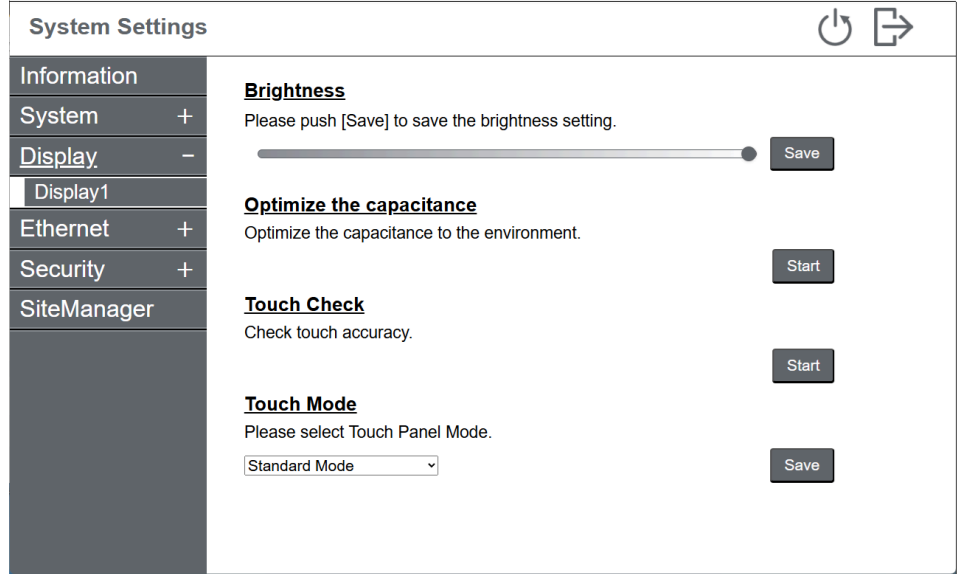 System Settings
Information
System +
Display -
Display1
Ethernet +
Security +
SiteManager
Brightness
Please push [Save] to save the brightness setting.
Save
Optimize the capacitance
Optimize the capacitance to the environment.
Start
Touch Check
Check touch accuracy.
Start
Touch Mode
Please select Touch Panel Mode.
Standard Mode
Save